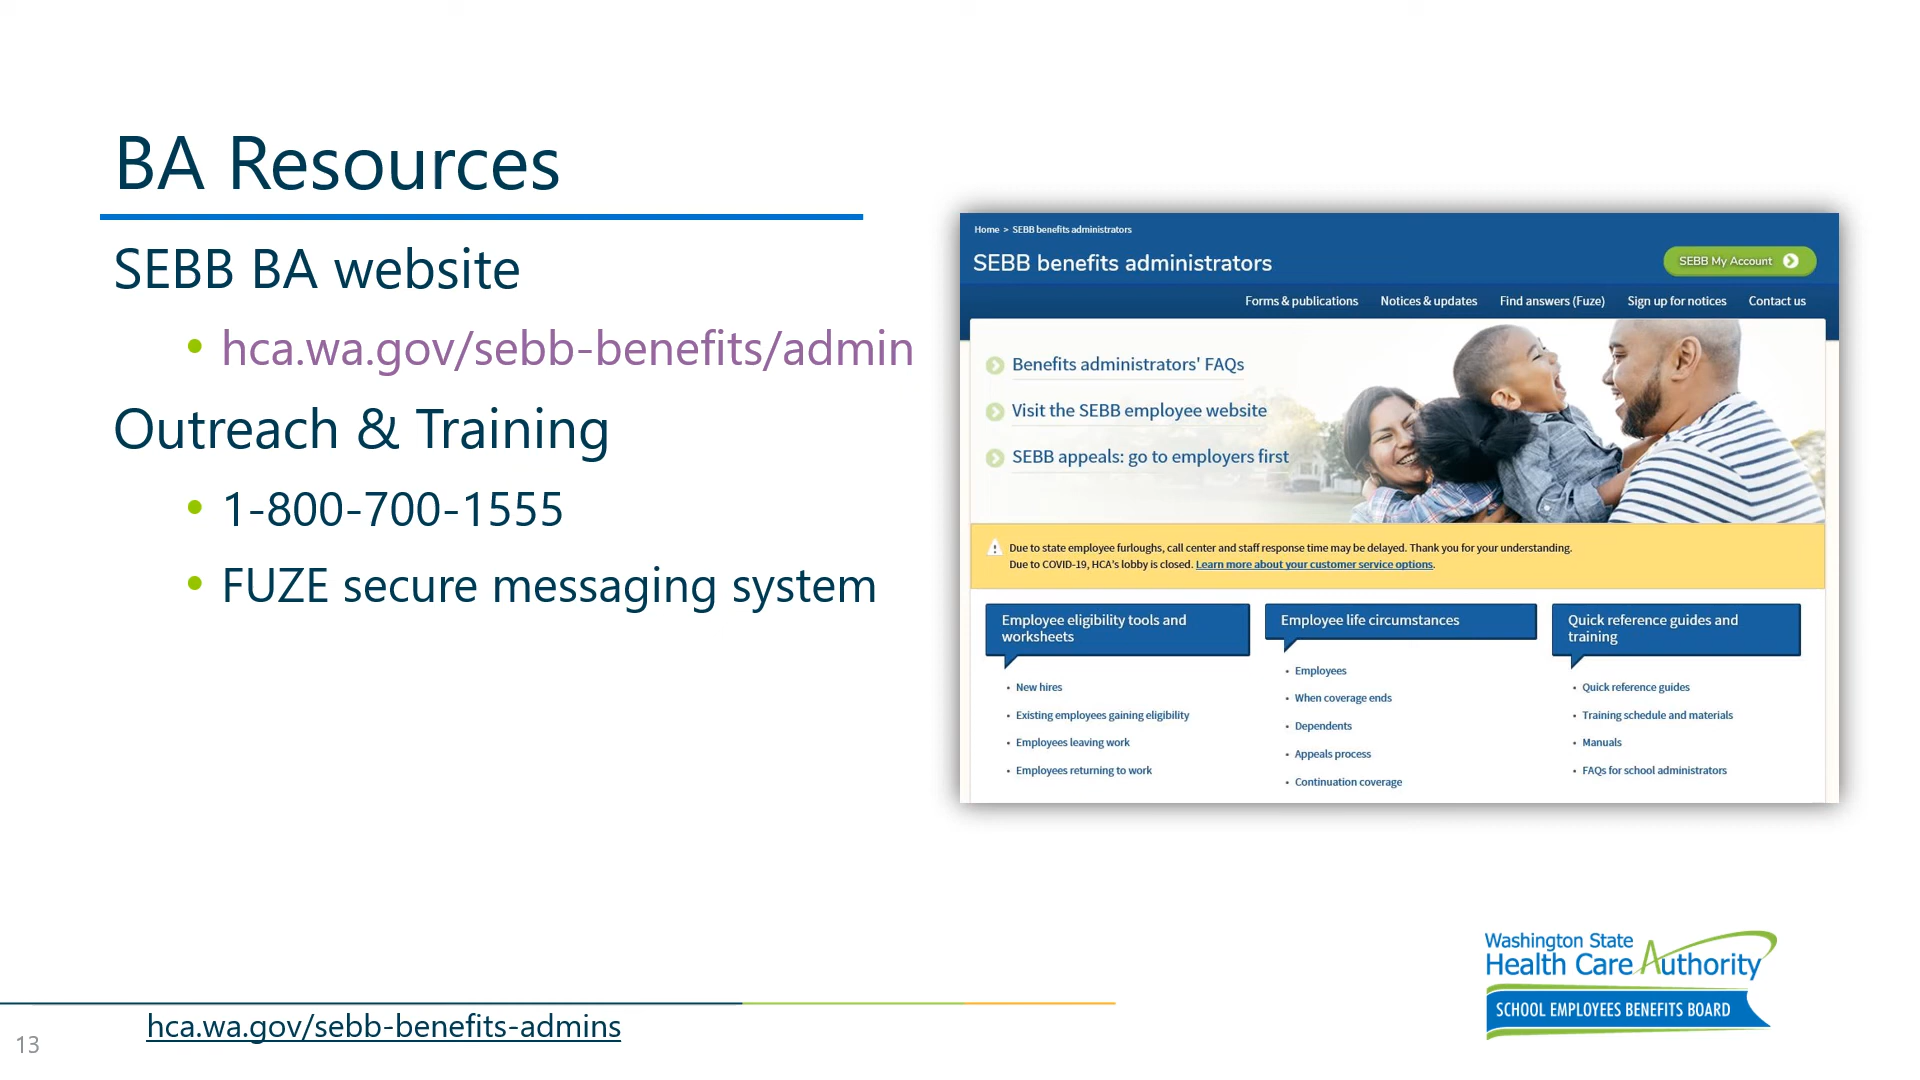 BA Resources
SEBB BA website
• hca.wa.gov/sebb-benefits/admin
Outreach & Training
• 1-800-700-1555
• FUZE secure messaging system
Home > SEBB benefits administrators
SEBB benefits administrators
SEBB My Account
Forms & publications Notices & updates Find answers (Fuze) Sign up for notices Contact us
Benefits administrators' FAQs
Visit the SEBB employee website
SEBB appeals: go to employers first
Due to state employee furloughs, call center and staff response time may be delayed. Thank you for your understanding.
Due to COVID-19, HCA's lobby is closed. Learn more about your customer service options.
Employee eligibility tools and
worksheets
• New hires
• Existing employees gaining eligibility
• Employees leaving work
• Employees returning to work
Employee life circumstances
• Employees
• When coverage ends
• Dependents
• Appeals process
• Continuation coverage
Quick reference guides and
training
• Quick reference guides
• Training schedule and materials
• Manuals
• FAQs for school administrators
Washington State
Health Care Authority
SCHOOL EMPLOYEES BENEFITS BOARD
hca.wa.gov/sebb-benefits-admins
13